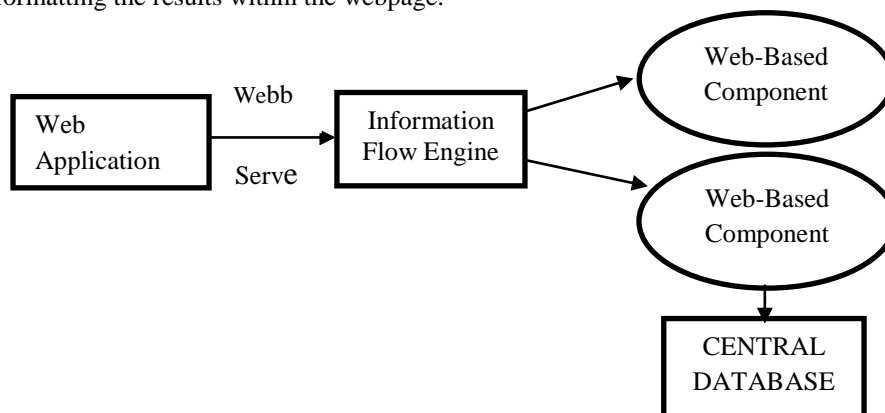 formatting the results within the webpage.
Web
Application
Webb
Serve
Information
Flow Engine
Web-Based
Component
Web-Based
Component
CENTRAL
DATABASE